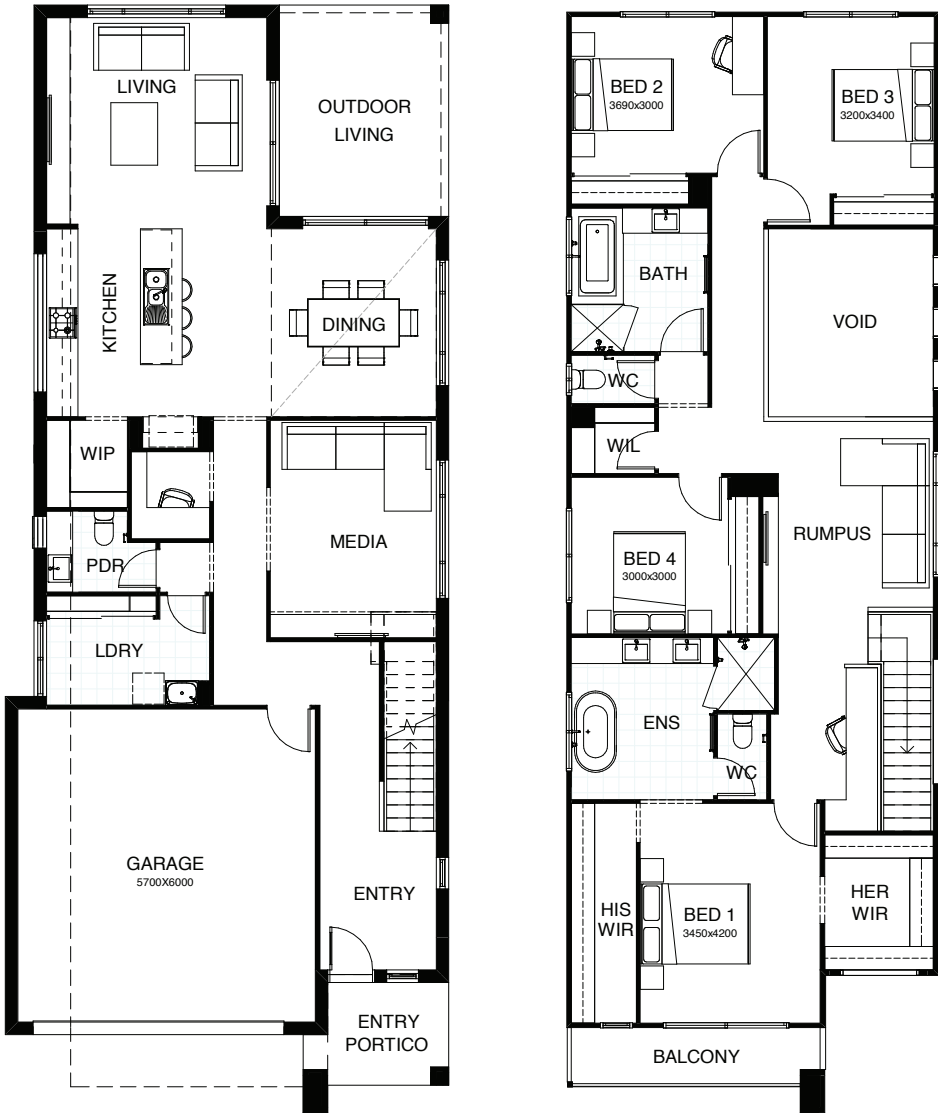 LIVING
OUTDOOR
LIVING
KITCHEN
DINING
WIP
MEDIA
PDR
LDRY
GARAGE
5700X6000
ENTRY
ENTRY
PORTICO
BED 2
3690x3000
BED 3
3200x3400
BATH
VOID
WC
WIL
RUMPUS
BED 4
3000x3000
ENS
WC
HIS
WIR
BED 1
3450x4200
HER
WIR
BALCONY